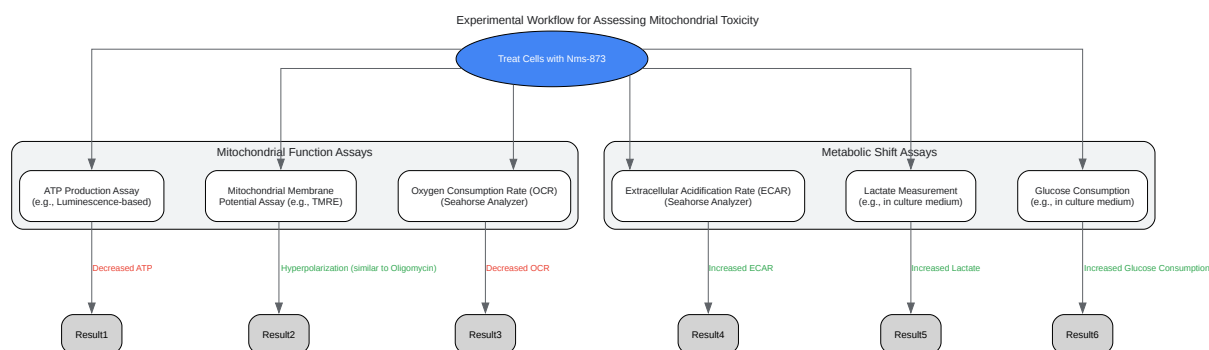 Experimental Workflow for Assessing Mitochondrial Toxicity
Treat Cells with Nms-873
Mitochondrial Function Assays
Metabolic Shift Assays
ATP Production Assay
(e.g., Luminescence-based)
Mitochondrial Membrane
Potential Assay (e.g., TMRE)
Oxygen Consumption Rate (OCR)
(Seahorse Analyzer)
Extracellular Acidification Rate (ECAR)
(Seahorse Analyzer)
Lactate Measurement
(e.g., in culture medium)
Glucose Consumption
(e.g., in culture medium)
Decreased ATP
Hyperpolarization (similar to Oligomycin)
Decreased OCR
Increased ECAR
Increased Lactate
Increased Glucose Consumption
Result1
Result2
Result3
Result4
Result5
Result6